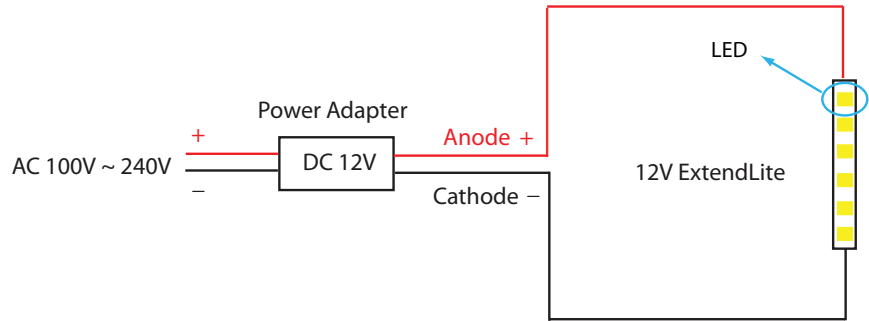 LED
Power Adapter
+
Anode +
AC 100V ~ 240V
DC 12V
12V ExtendLite
–
Cathode –